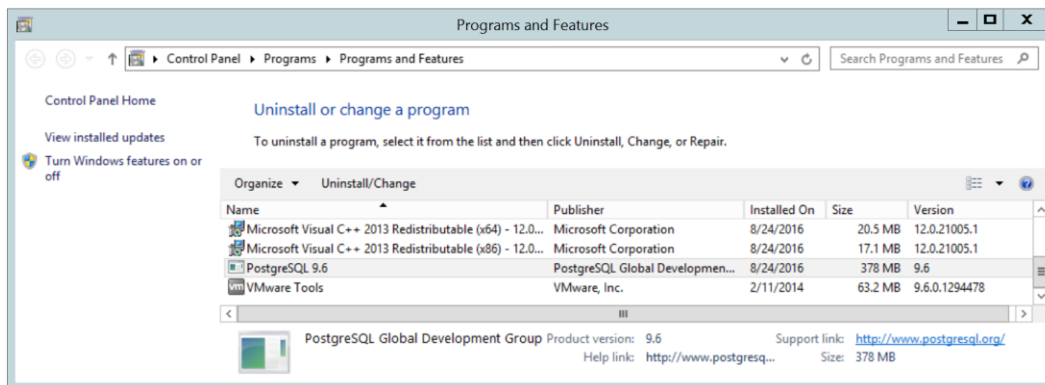 Programs and Features
Control Panel Programs Programs and Features
Search Programs and Features
Control Panel Home
View installed updates
Turn Windows features on or
off
Uninstall or change a program
To uninstall a program, select it from the list and then click Uninstall, Change, or Repair.
Organize Uninstall/Change
Name Publisher Installed On Size Version
Microsoft Visual C++ 2013 Redistributable (x64) - 12.0... Microsoft Corporation 8/24/2016 20.5 MB 12.0.21005.1
Microsoft Visual C++ 2013 Redistributable (x86) - 12.0... Microsoft Corporation 8/24/2016 17.1 MB 12.0.21005.1
PostgreSQL 9.6 PostgreSQL Global Developmen... 8/24/2016 378 MB 9.6
vm VMware Tools VMware, Inc. 2/11/2014 63.2 MB 9.6.0.1294478
PostgreSQL Global Development Group Product version: 9.6 Support link: http://www.postgresql.org/
Help link: http://www.postgresq... Size: 378 MB